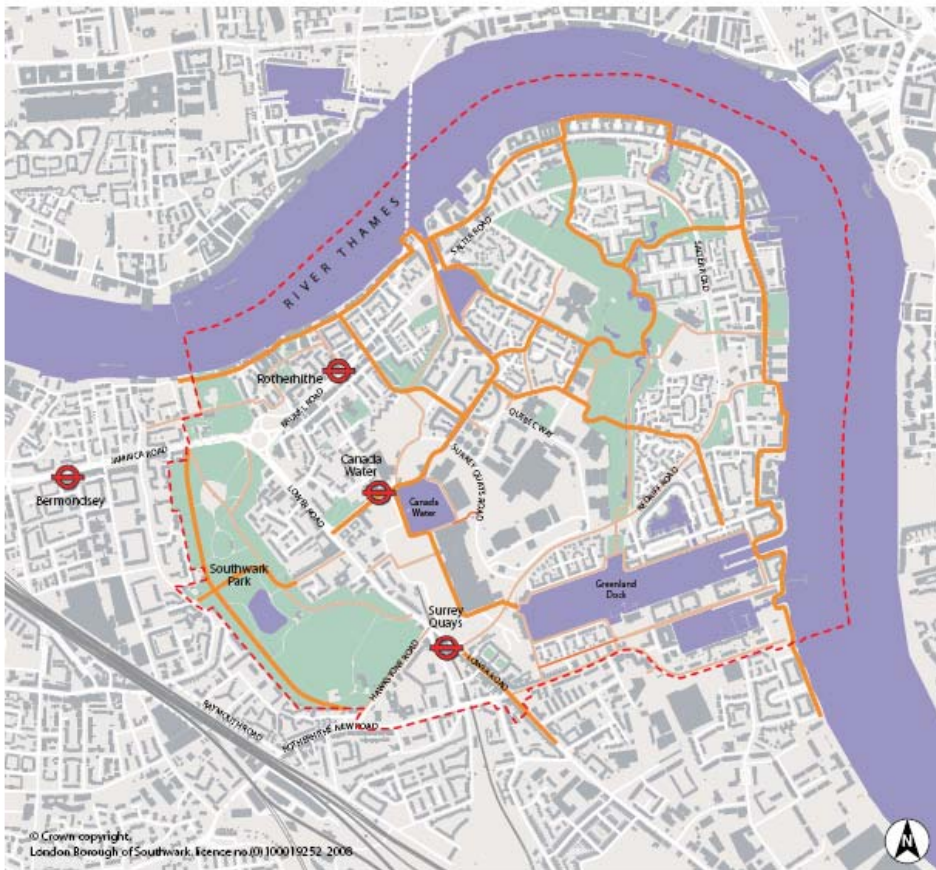 RIVER THAMES
SALTER ROAD
SALTER ROAD
Rotherhithe
BRUNEL ROAD
JAMAICA ROAD
Bermondsey
Canada
Water
LOWER ROAD
QUEBEC WAY
SURREY QUAYS ROAD
REDRIFF ROAD
Canada
Water
Southwark
Park
Greenland
Dock
Surrey
Quays
HAWKSTONE ROAD
ROAD
RAYMOUTH ROAD
ROTHERHITHE NEW ROAD
© Crown copyright.
London Borough of Southwark. licence no.(0)100019252 2008
N